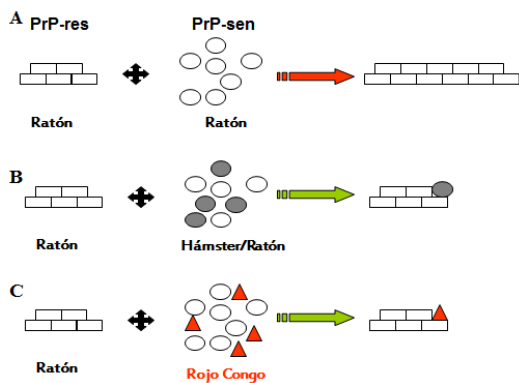 A
PrP-res PrP-sen
Ratón Ratón
B
Ratón Hámster/Ratón
C
Ratón Rojo Congo